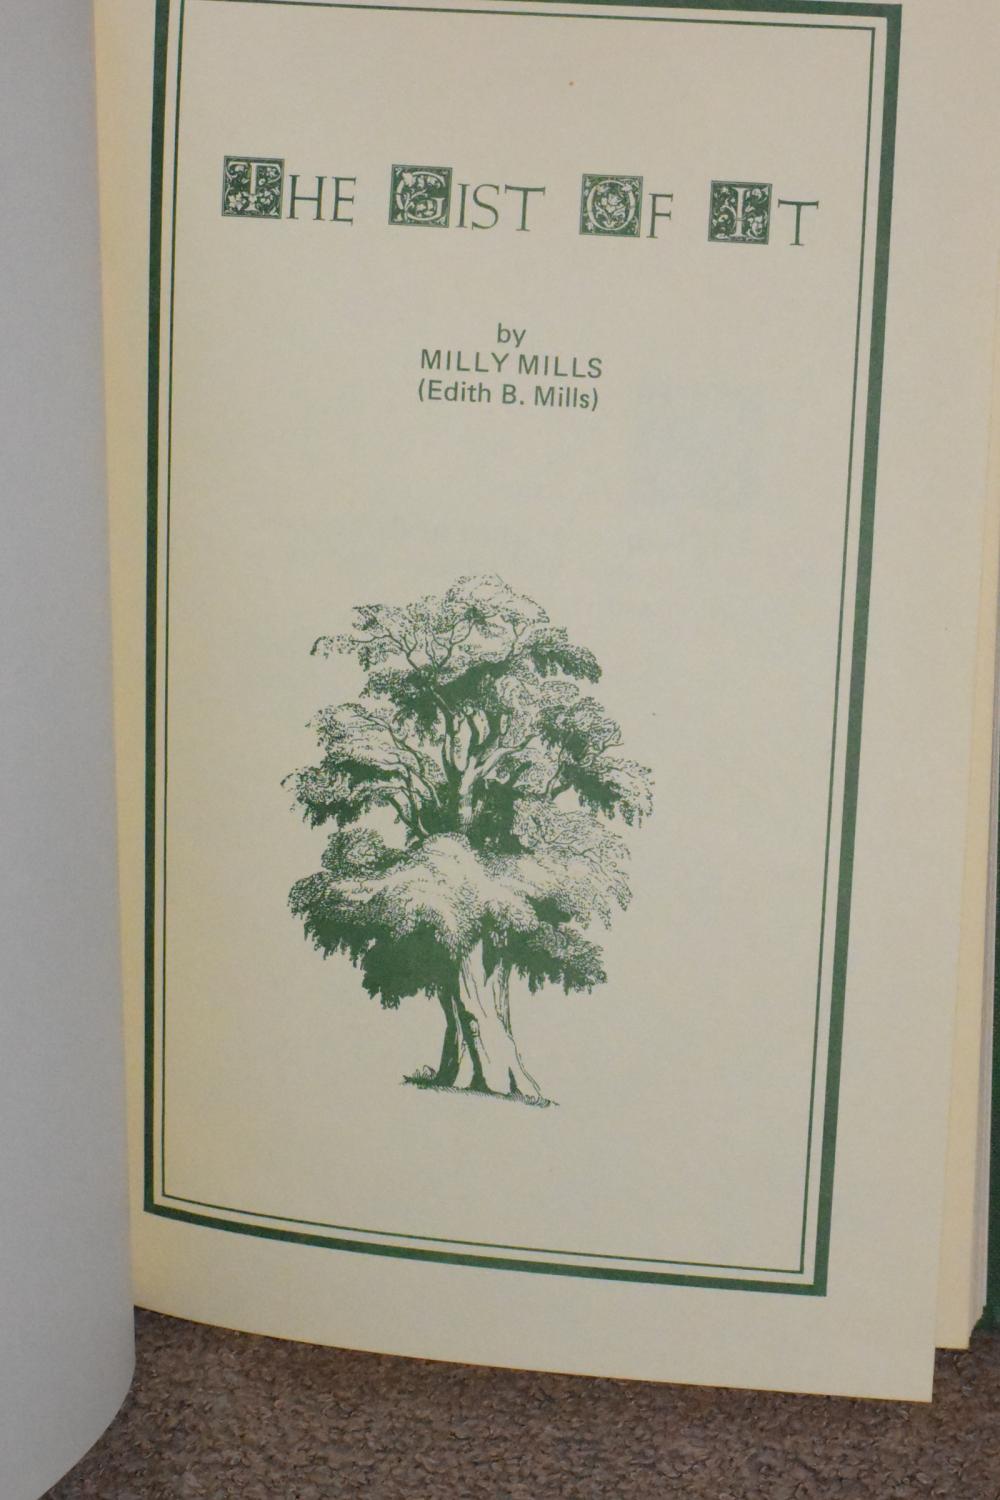 The Gist Of It
by
MILLY MILLS
(Edith B. Mills)